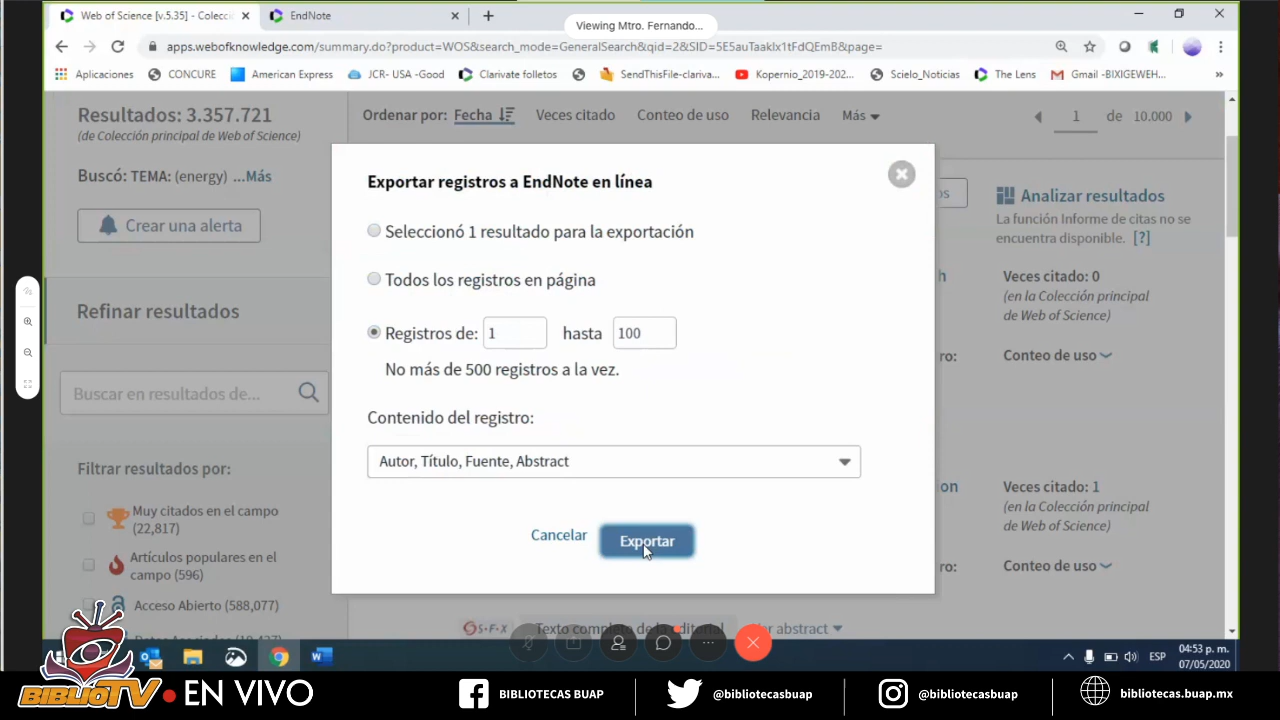 Web of Science [v.5.35] - Colecci
EndNote
Viewing Mtro. Fernando...
apps.webofknowledge.com/summary.do?product=WOS&search_mode=GeneralSearch&qid=2&SID=5E5auTaakIx1tFdQEmB&page=
Aplicaciones
CONCURE
American Express
JCR- USA -Good
Clarivate folletos
SendThisFile-clariva...
Kopernio_2019-202...
Scielo_Noticias
The Lens
Gmail -BIXIGEWEH...
»
Resultados: 3.357.721
(de Colección principal de Web of Science)
Buscó: TEMA: (energy) ...Más
Crear una alerta
Refinar resultados
Buscar en resultados de...
Filtrar resultados por:
Muy citados en el campo
(22,817)
Artículos populares en el
campo (596)
Acceso Abierto (588,077)
Ordenar por: Fecha
Veces citado
Conteo de uso
Relevancia
Más
1 de 10.000
Exportar registros a EndNote en línea
Seleccionó 1 resultado para la exportación
Todos los registros en página
Registros de: 1 hasta 100
No más de 500 registros a la vez.
Contenido del registro:
Autor, Título, Fuente, Abstract
Cancelar
Exportar
os
Analizar resultados
La función Informe de citas no se
encuentra disponible. [?]
h
Veces citado: 0
(en la Colección principal
de Web of Science)
ro:
Conteo de uso
ion
Veces citado: 1
(en la Colección principal
de Web of Science)
ro:
Conteo de uso
S·F·X
Texto completo de la editorial
er abstract
ESP
04:53 p. m.
07/05/2020
BIBLIOTV
EN VIVO
BIBLIOTECAS BUAP
@bibliotecasbuap
@bibliotecasbuap
bibliotecas.buap.mx